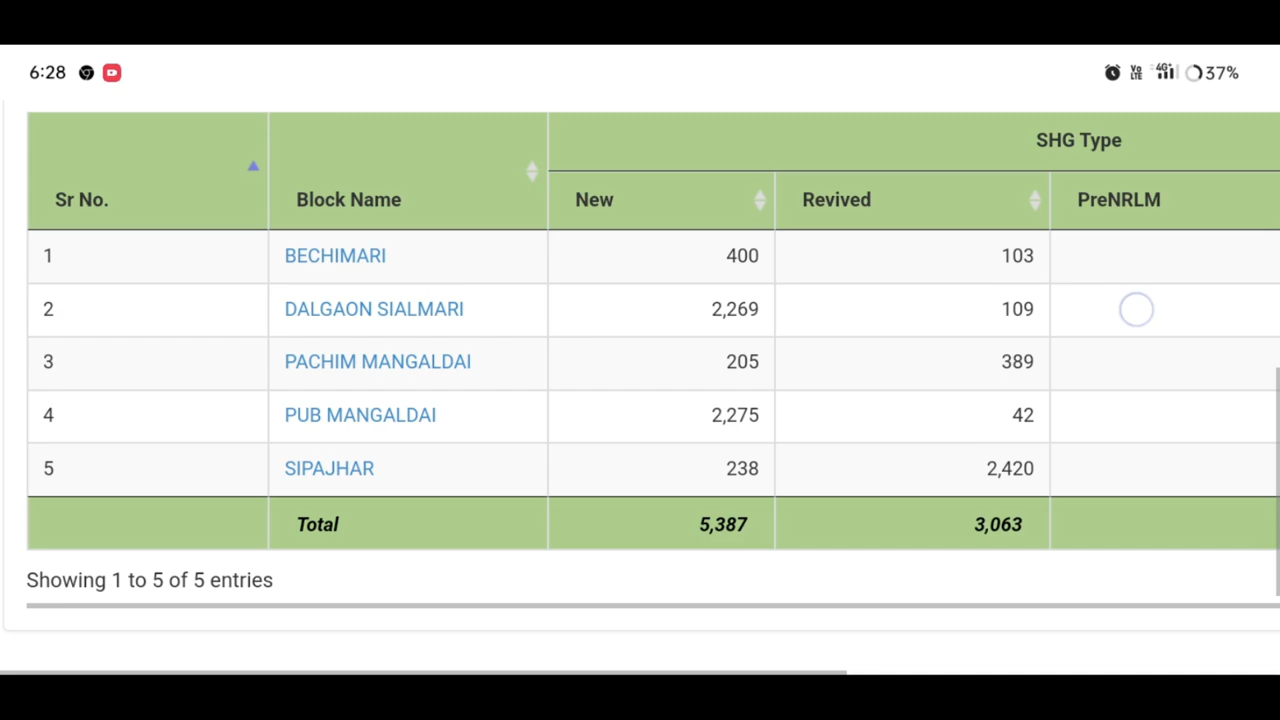 6:28 VoLTE 4G+ 37%
SHG Type
Sr No. Block Name New Revived PreNRLM
1 BECHIMARI 400 103
2 DALGAON SIALMARI 2,269 109
3 PACHIM MANGALDAI 205 389
4 PUB MANGALDAI 2,275 42
5 SIPAJHAR 238 2,420
Total 5,387 3,063
Showing 1 to 5 of 5 entries